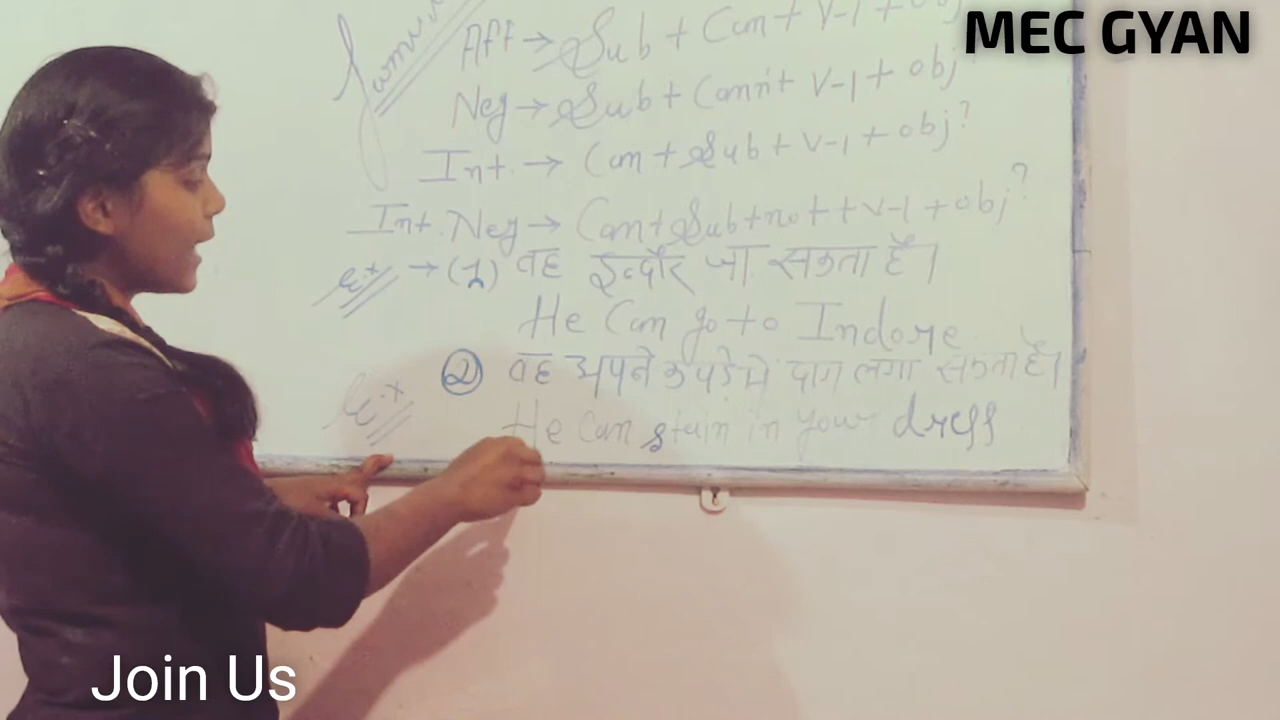 MEC GYAN
Aff → Sub + Can + V-1 + obj
Neg → Sub + Can't + V-1 + obj
Int. → Can + Sub + V-1 + obj?
Int. Neg → Can + Sub + not + V-1 + obj?
Ex → (1) वह इन्दौर जा सकता है।
He Can go to Indore
Ex (2) वह अपने कपड़े में दाग लगा सकता है।
He Can stain in your dress
Join Us